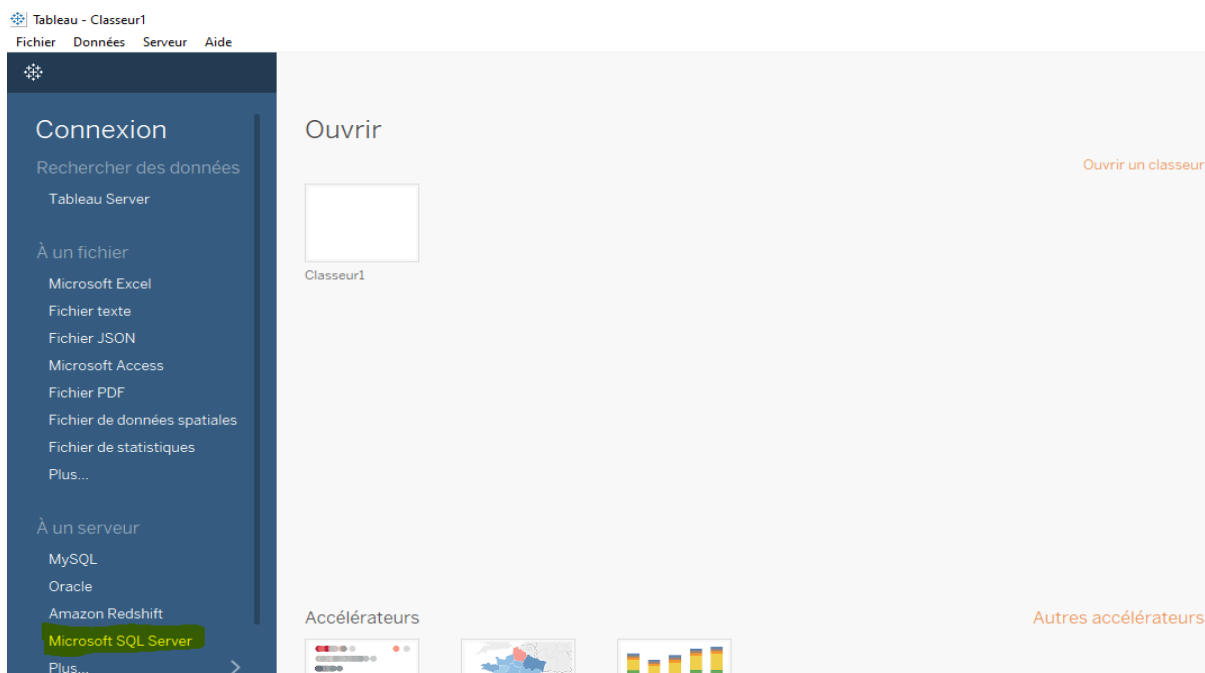 Tableau - Classeur1
Fichier Données Serveur Aide
Connexion
Rechercher des données
Tableau Server
À un fichier
Microsoft Excel
Fichier texte
Fichier JSON
Microsoft Access
Fichier PDF
Fichier de données spatiales
Fichier de statistiques
Plus...
À un serveur
MySQL
Oracle
Amazon Redshift
Microsoft SQL Server
Plus...
Ouvrir
Ouvrir un classeur
Classeur1
Accélérateurs
Autres accélérateurs